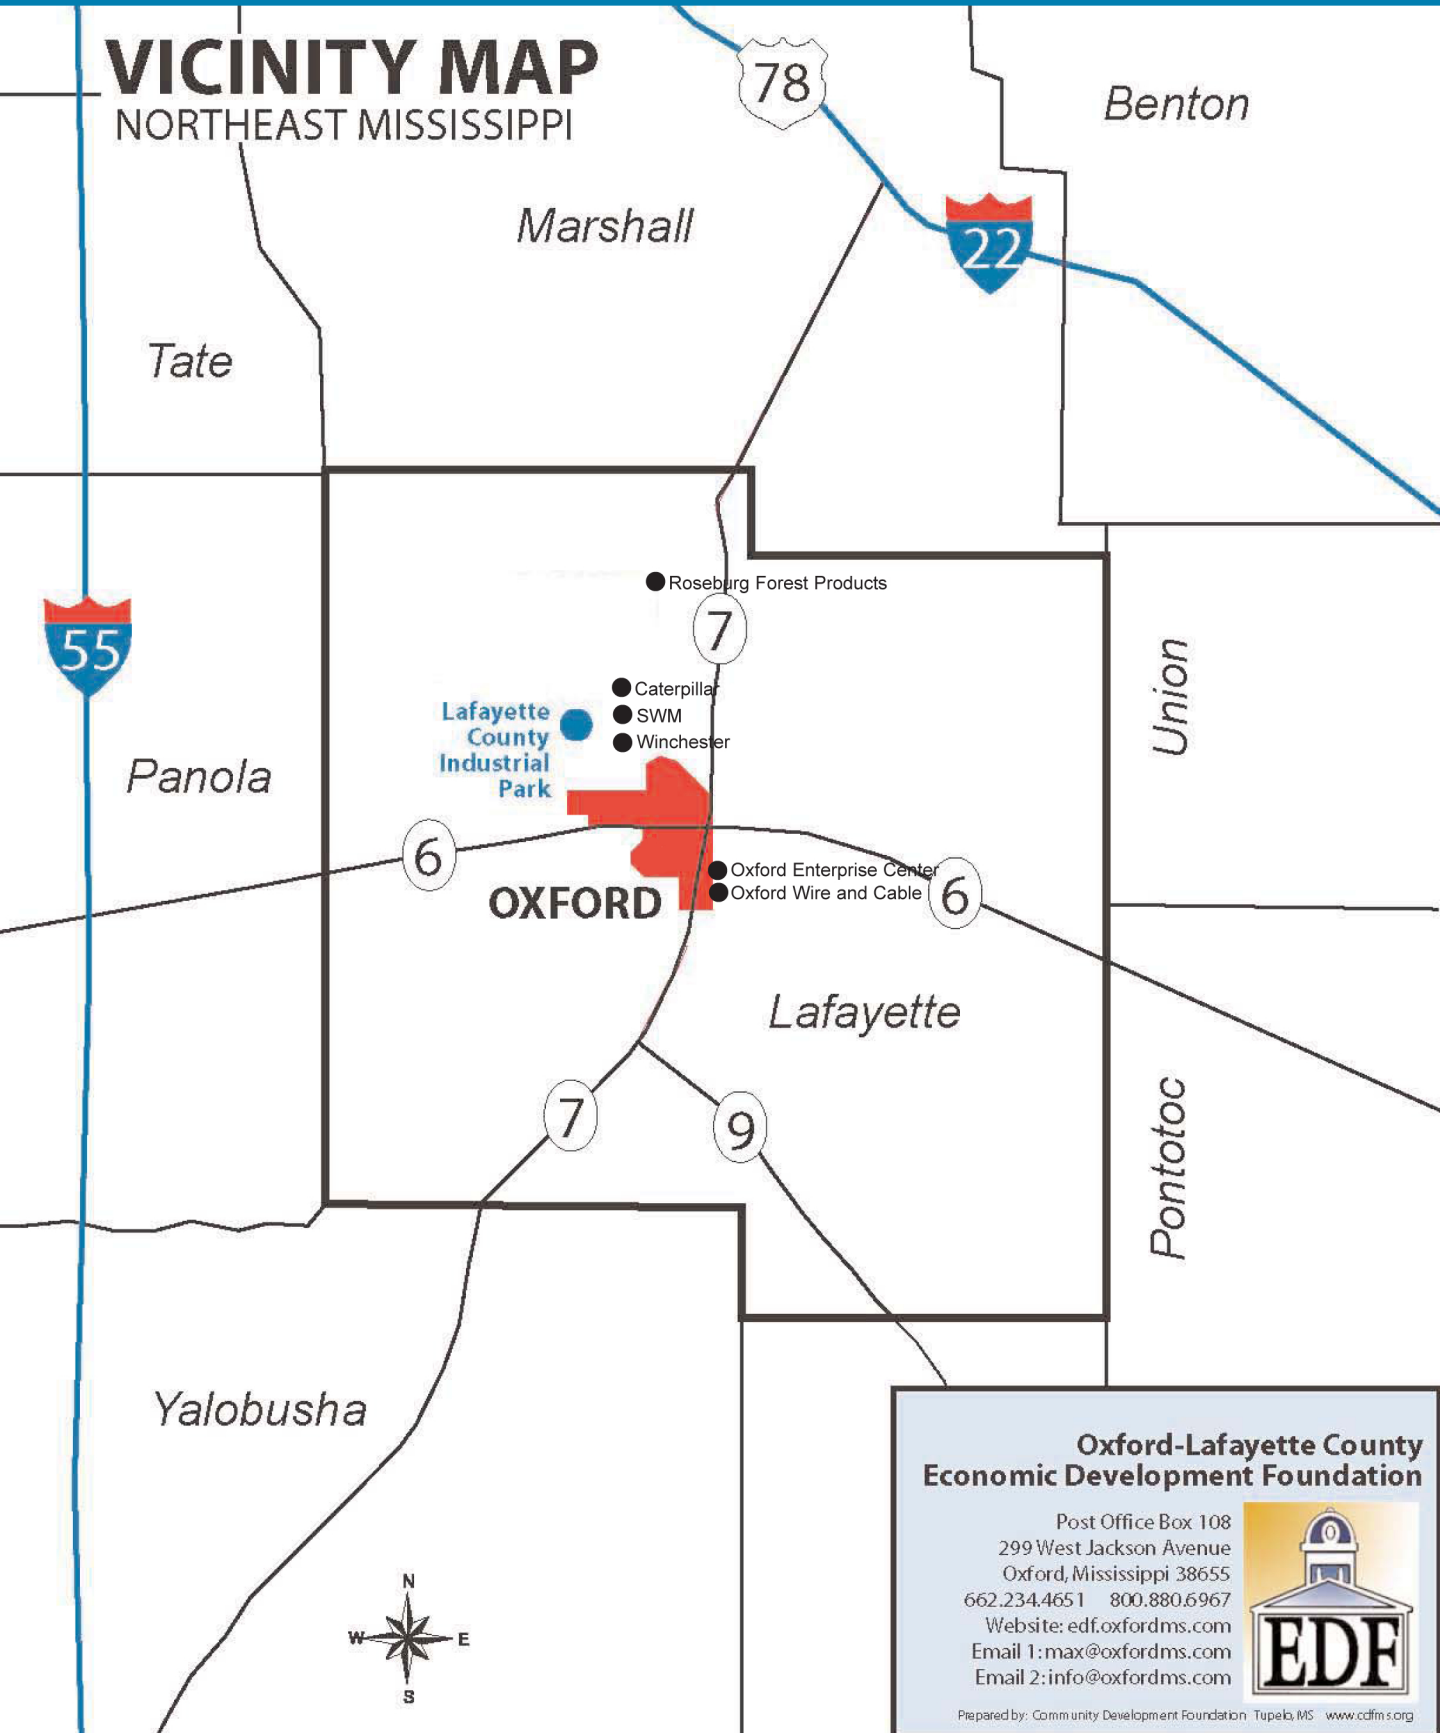 VICINITY MAP
NORTHEAST MISSISSIPPI
78
Benton
Marshall
22
Tate
Roseburg Forest Products
7
55
Union
Caterpillar
Lafayette
County
Industrial
Park
SWM
Winchester
Panola
6
Oxford Enterprise Center
Oxford Wire and Cable
6
OXFORD
Lafayette
7
9
Pontotoc
Yalobusha
N
W E
S
Oxford-Lafayette County
Economic Development Foundation
Post Office Box 108
299 West Jackson Avenue
Oxford, Mississippi 38655
662.234.4651 800.880.6967
Website: edf.oxfordms.com
Email 1: max@oxfordms.com
Email 2: info@oxfordms.com
EDF
Prepared by: Community Development Foundation Tupelo, MS www.cdfms.org